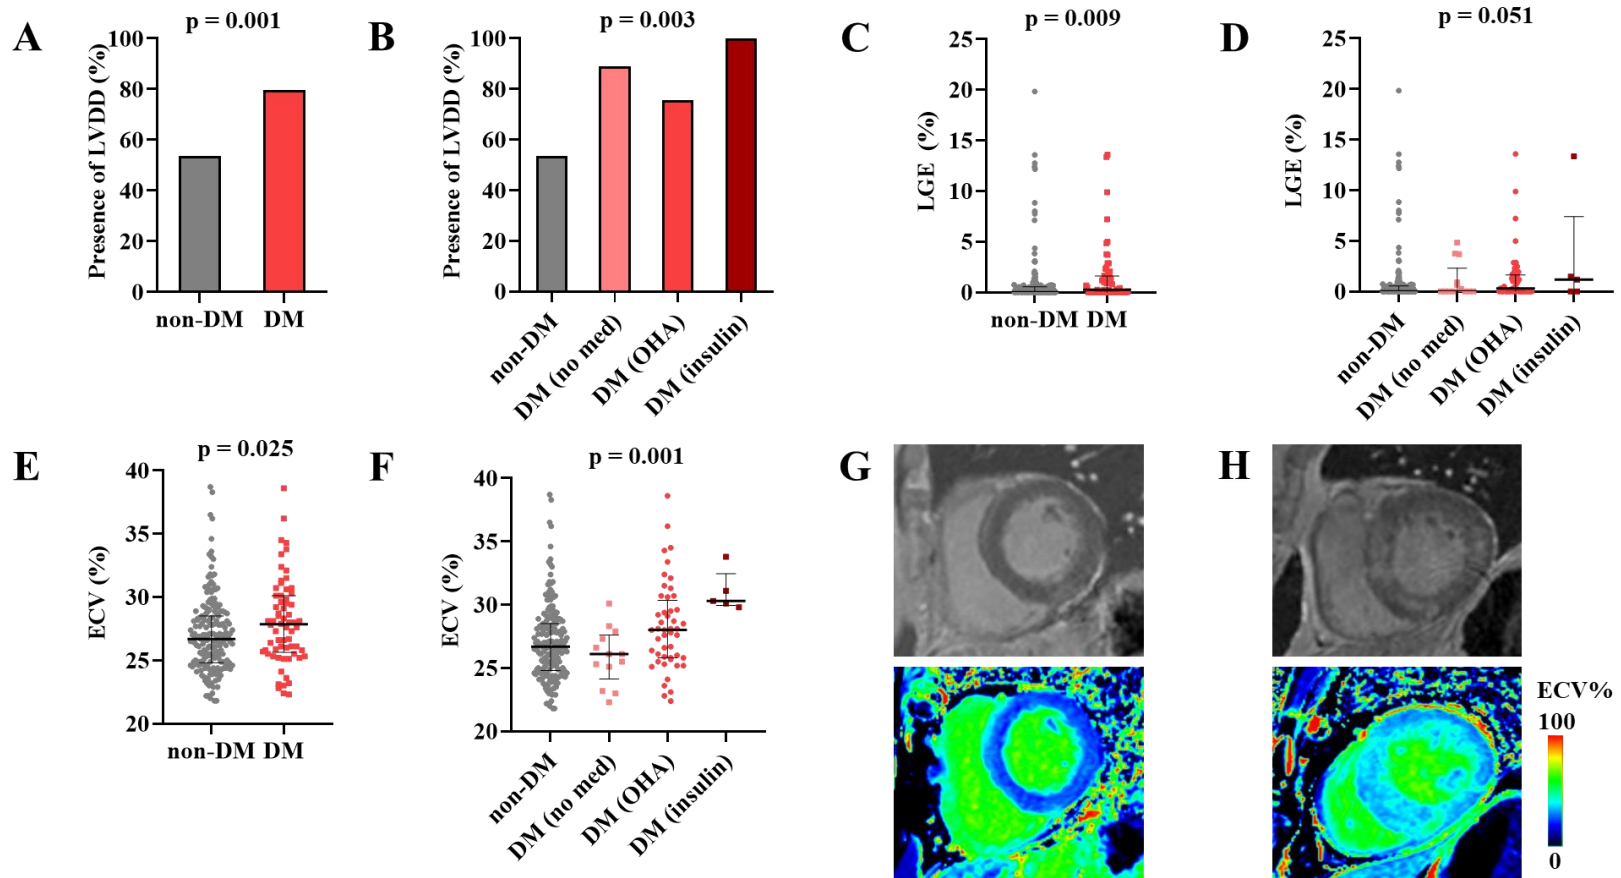 A
p = 0.001
Presence of LVDD (%)
100
80
60
40
20
0
non-DM DM
B
p = 0.003
Presence of LVDD (%)
100
80
60
40
20
0
non-DM
DM (no med)
DM (OHA)
DM (insulin)
C
p = 0.009
LGE (%)
25
20
15
10
5
0
non-DM DM
D
p = 0.051
LGE (%)
25
20
15
10
5
0
non-DM
DM (no med)
DM (OHA)
DM (insulin)
E
p = 0.025
ECV (%)
40
35
30
25
20
non-DM DM
F
p = 0.001
ECV (%)
40
35
30
25
20
non-DM
DM (no med)
DM (OHA)
DM (insulin)
G
H
ECV%
100
0